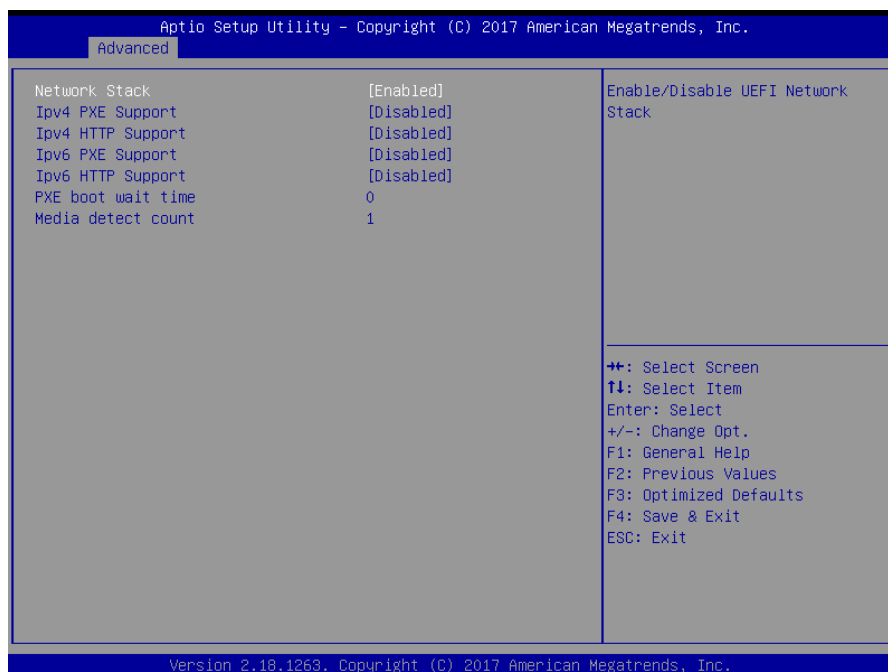 Aptio Setup Utility – Copyright (C) 2017 American Megatrends, Inc.
Advanced
Network Stack [Enabled]
Ipv4 PXE Support [Disabled]
Ipv4 HTTP Support [Disabled]
Ipv6 PXE Support [Disabled]
Ipv6 HTTP Support [Disabled]
PXE boot wait time 0
Media detect count 1
Enable/Disable UEFI Network
Stack
→←: Select Screen
↑↓: Select Item
Enter: Select
+/-: Change Opt.
F1: General Help
F2: Previous Values
F3: Optimized Defaults
F4: Save & Exit
ESC: Exit
Version 2.18.1263. Copyright (C) 2017 American Megatrends, Inc.